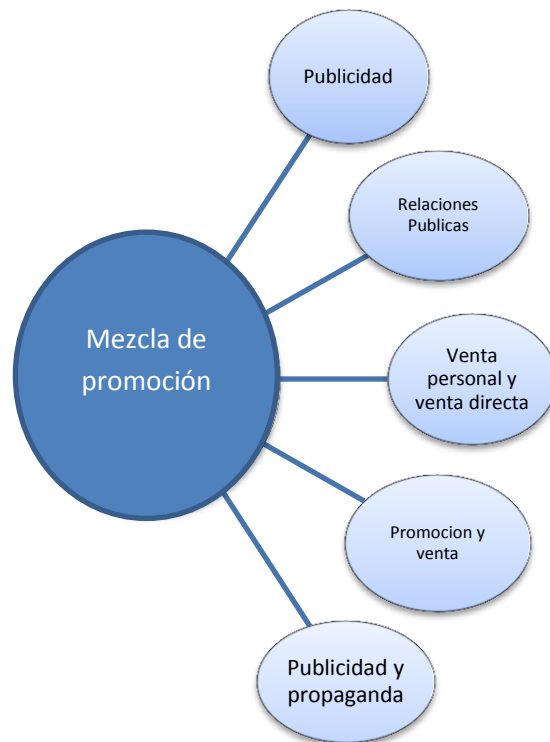 Publicidad
Relaciones
Publicas
Mezcla de
promoción
Venta
personal y
venta directa
Promocion y
venta
Publicidad y
propaganda